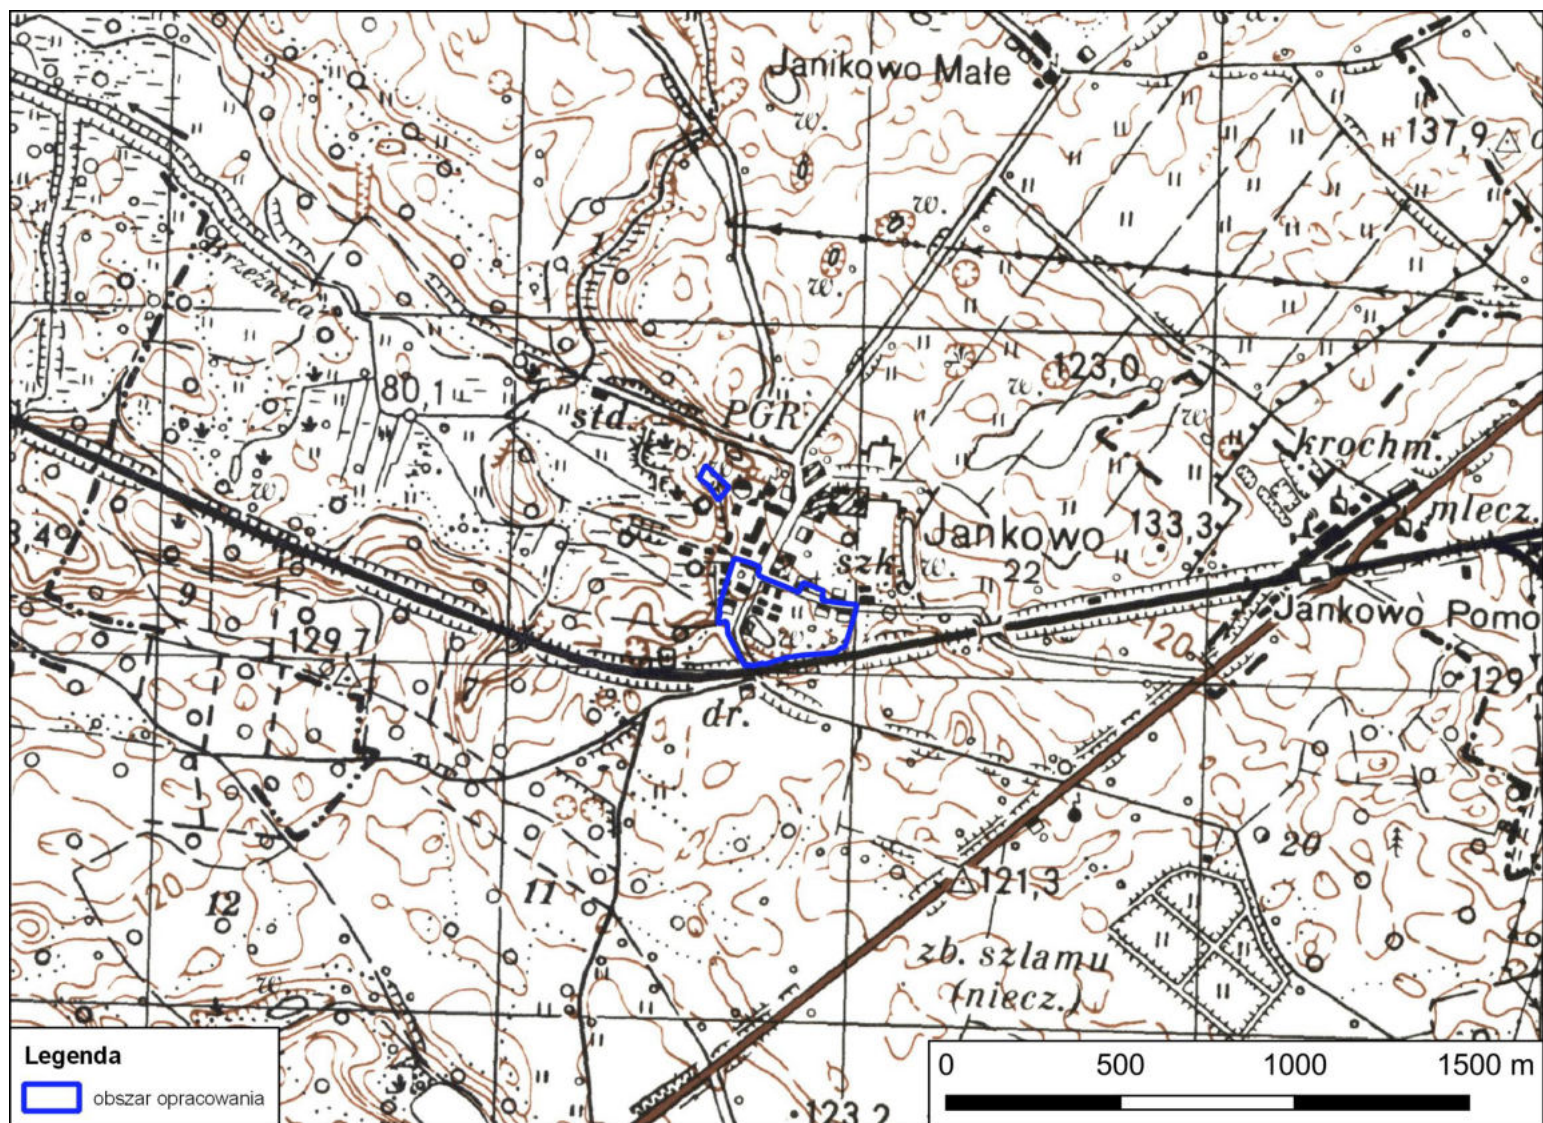 Janikowo Małe
w.
137,9
w.
w.
Brzeźnica
123,0
w.
w.
80,1
std.
PGR
krochm.
w.
mlecz.
3,4
Jankowo
22
133,3
szk.
w.
9
w.
Jankowo Pomo
129,7
120
129,
7
dr.
20
120
12
11
121,3
zb. szlamu
(niecz.)
w.
123,2
Legenda
obszar opracowania
0 500 1000 1500 m